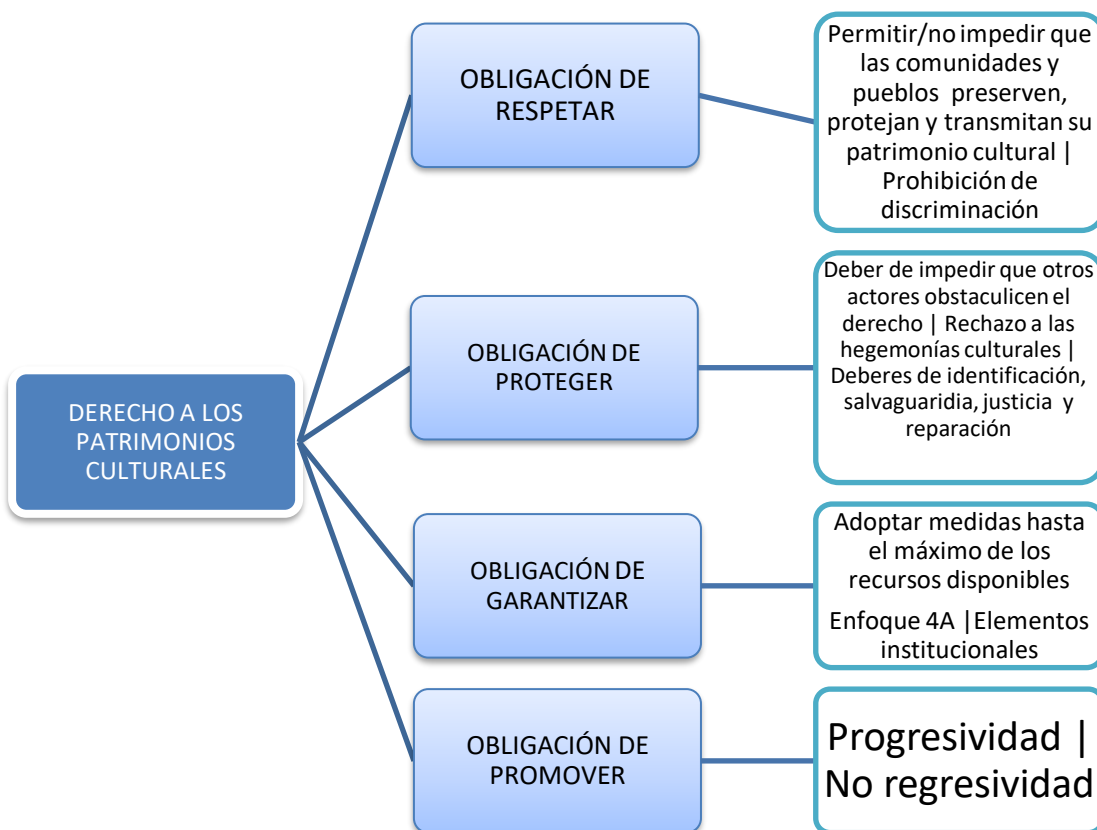 DERECHO A LOS
PATRIMONIOS
CULTURALES
OBLIGACIÓN DE
RESPETAR
Permitir/no impedir que
las comunidades y
pueblos preserven,
protejan y transmitan su
patrimonio cultural |
Prohibición de
discriminación
OBLIGACIÓN DE
PROTEGER
Deber de impedir que otros
actores obstaculicen el
derecho | Rechazo a las
hegemonías culturales |
Deberes de identificación,
salvaguaridia, justicia y
reparación
OBLIGACIÓN DE
GARANTIZAR
Adoptar medidas hasta
el máximo de los
recursos disponibles
Enfoque 4A |Elementos
institucionales
OBLIGACIÓN DE
PROMOVER
Progresividad |
No regresividad